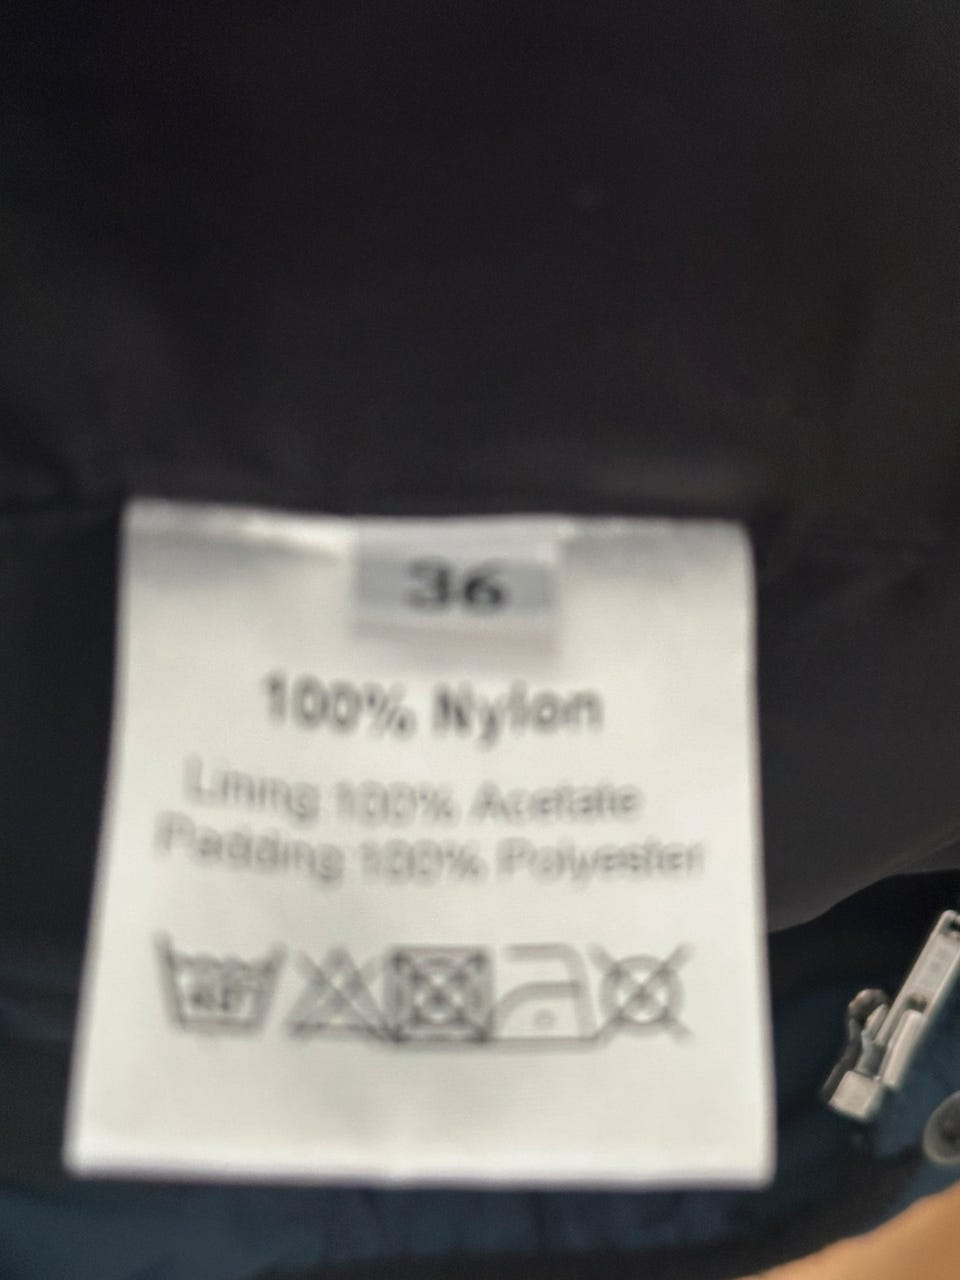 36
100% Nylon
Lining 100% Acetate
Padding 100% Polyester